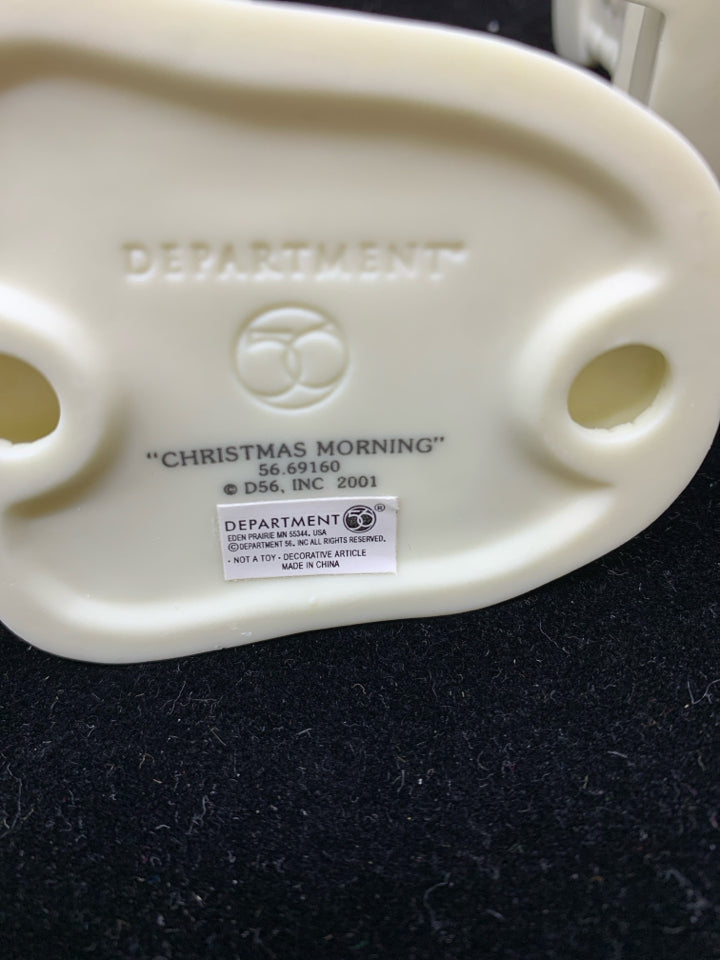 DEPARTMENT™
56
"CHRISTMAS MORNING"
56.69160
© D56, INC 2001
DEPARTMENT 56®
EDEN PRAIRIE MN 55344, USA
©DEPARTMENT 56, INC ALL RIGHTS RESERVED.
- NOT A TOY - DECORATIVE ARTICLE
MADE IN CHINA